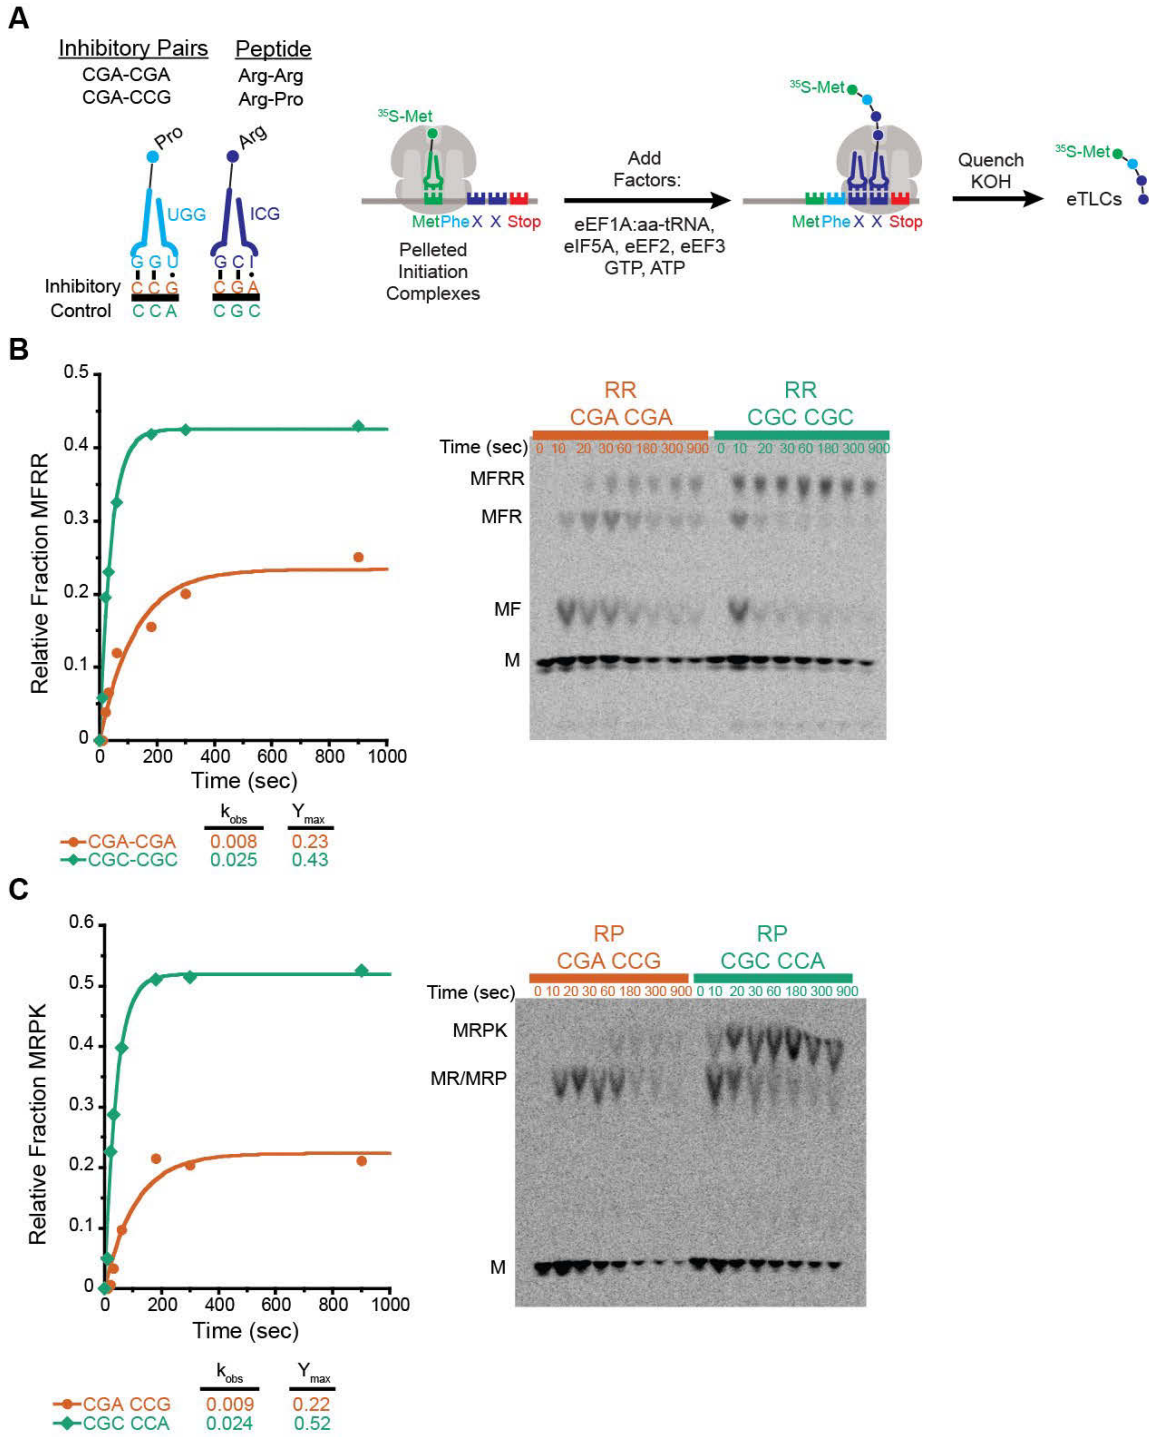 A
Inhibitory Pairs Peptide
CGA-CGA Arg-Arg
CGA-CCG Arg-Pro
Pro Arg
UGG ICG
G G U G C I
Inhibitory C C G C G A
Control C C A C G C
35S-Met
Met Phe X X Stop
Pelleted
Initiation
Complexes
Add
Factors:
eEF1A:aa-tRNA,
eIF5A, eEF2, eEF3
GTP, ATP
35S-Met
Met Phe X X Stop
Quench
KOH
35S-Met
eTLCs
B
Relative Fraction MFRR
0.5
0.4
0.3
0.2
0.1
0
0 200 400 600 800 1000
Time (sec)
kobs Ymax
CGA-CGA 0.008 0.23
CGC-CGC 0.025 0.43
RR RR
CGA CGA CGC CGC
Time (sec) 0 10 20 30 60 180 300 900 0 10 20 30 60 180 300 900
MFRR
MFR
MF
M
C
Relative Fraction MRPK
0.6
0.5
0.4
0.3
0.2
0.1
0
0 200 400 600 800 1000
Time (sec)
kobs Ymax
CGA CCG 0.009 0.22
CGC CCA 0.024 0.52
RP RP
CGA CCG CGC CCA
Time (sec) 0 10 20 30 60 180 300 900 0 10 20 30 60 180 300 900
MRPK
MR/MRP
M